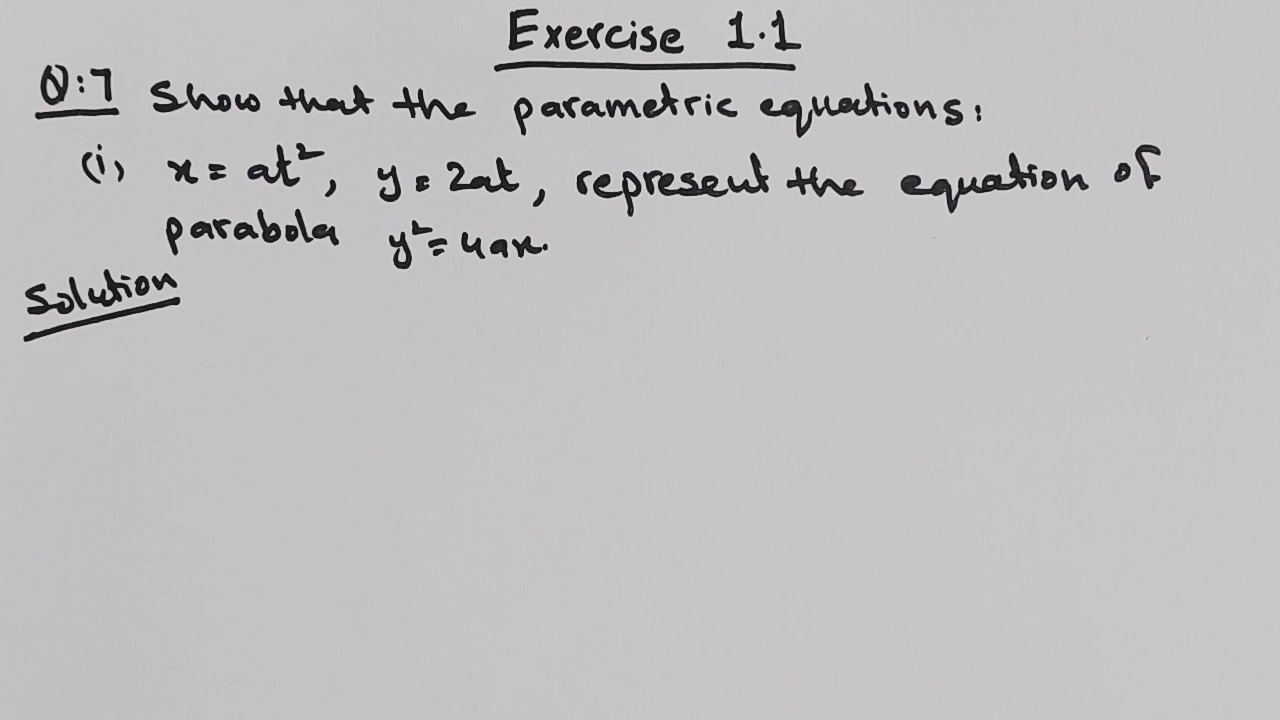 Exercise 1.1
Q:7 Show that the parametric equations:
(i) x = at², y = 2at, represent the equation of
parabola y² = 4ax.
Solution